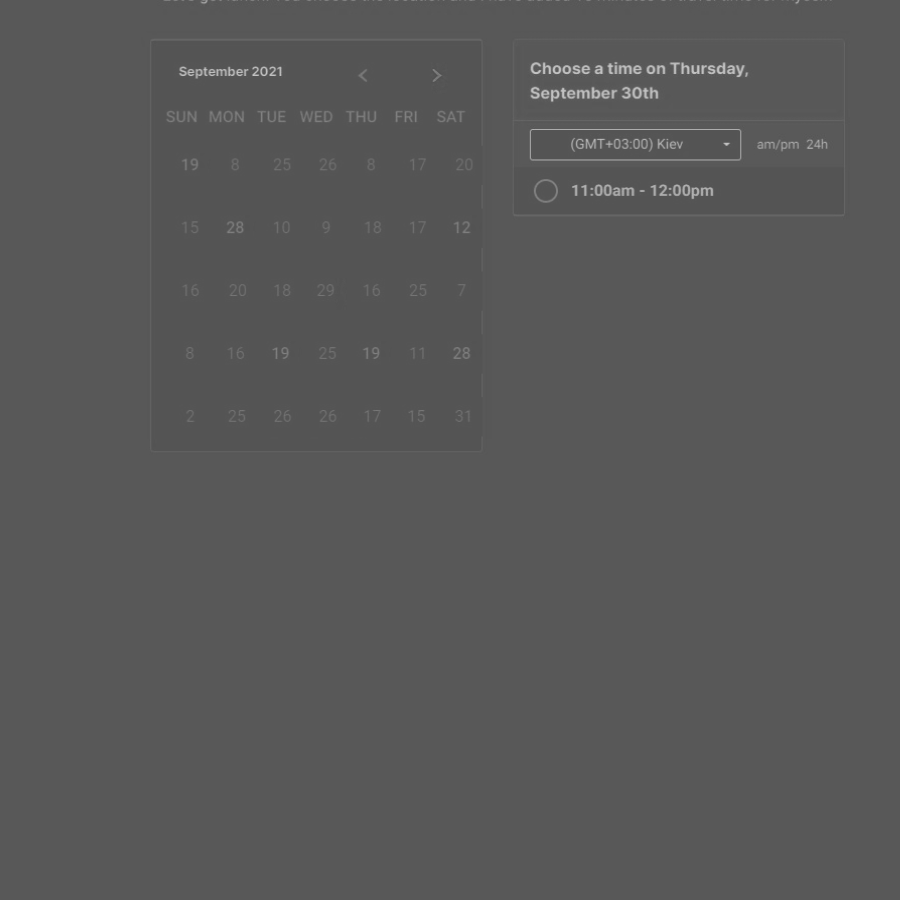 September 2021
SUN MON TUE WED THU FRI SAT
19 8 25 26 8 17 20
15 28 10 9 18 17 12
16 20 18 29 16 25 7
8 16 19 25 19 11 28
2 25 26 26 17 15 31
Choose a time on Thursday,
September 30th
(GMT+03:00) Kiev am/pm 24h
11:00am - 12:00pm